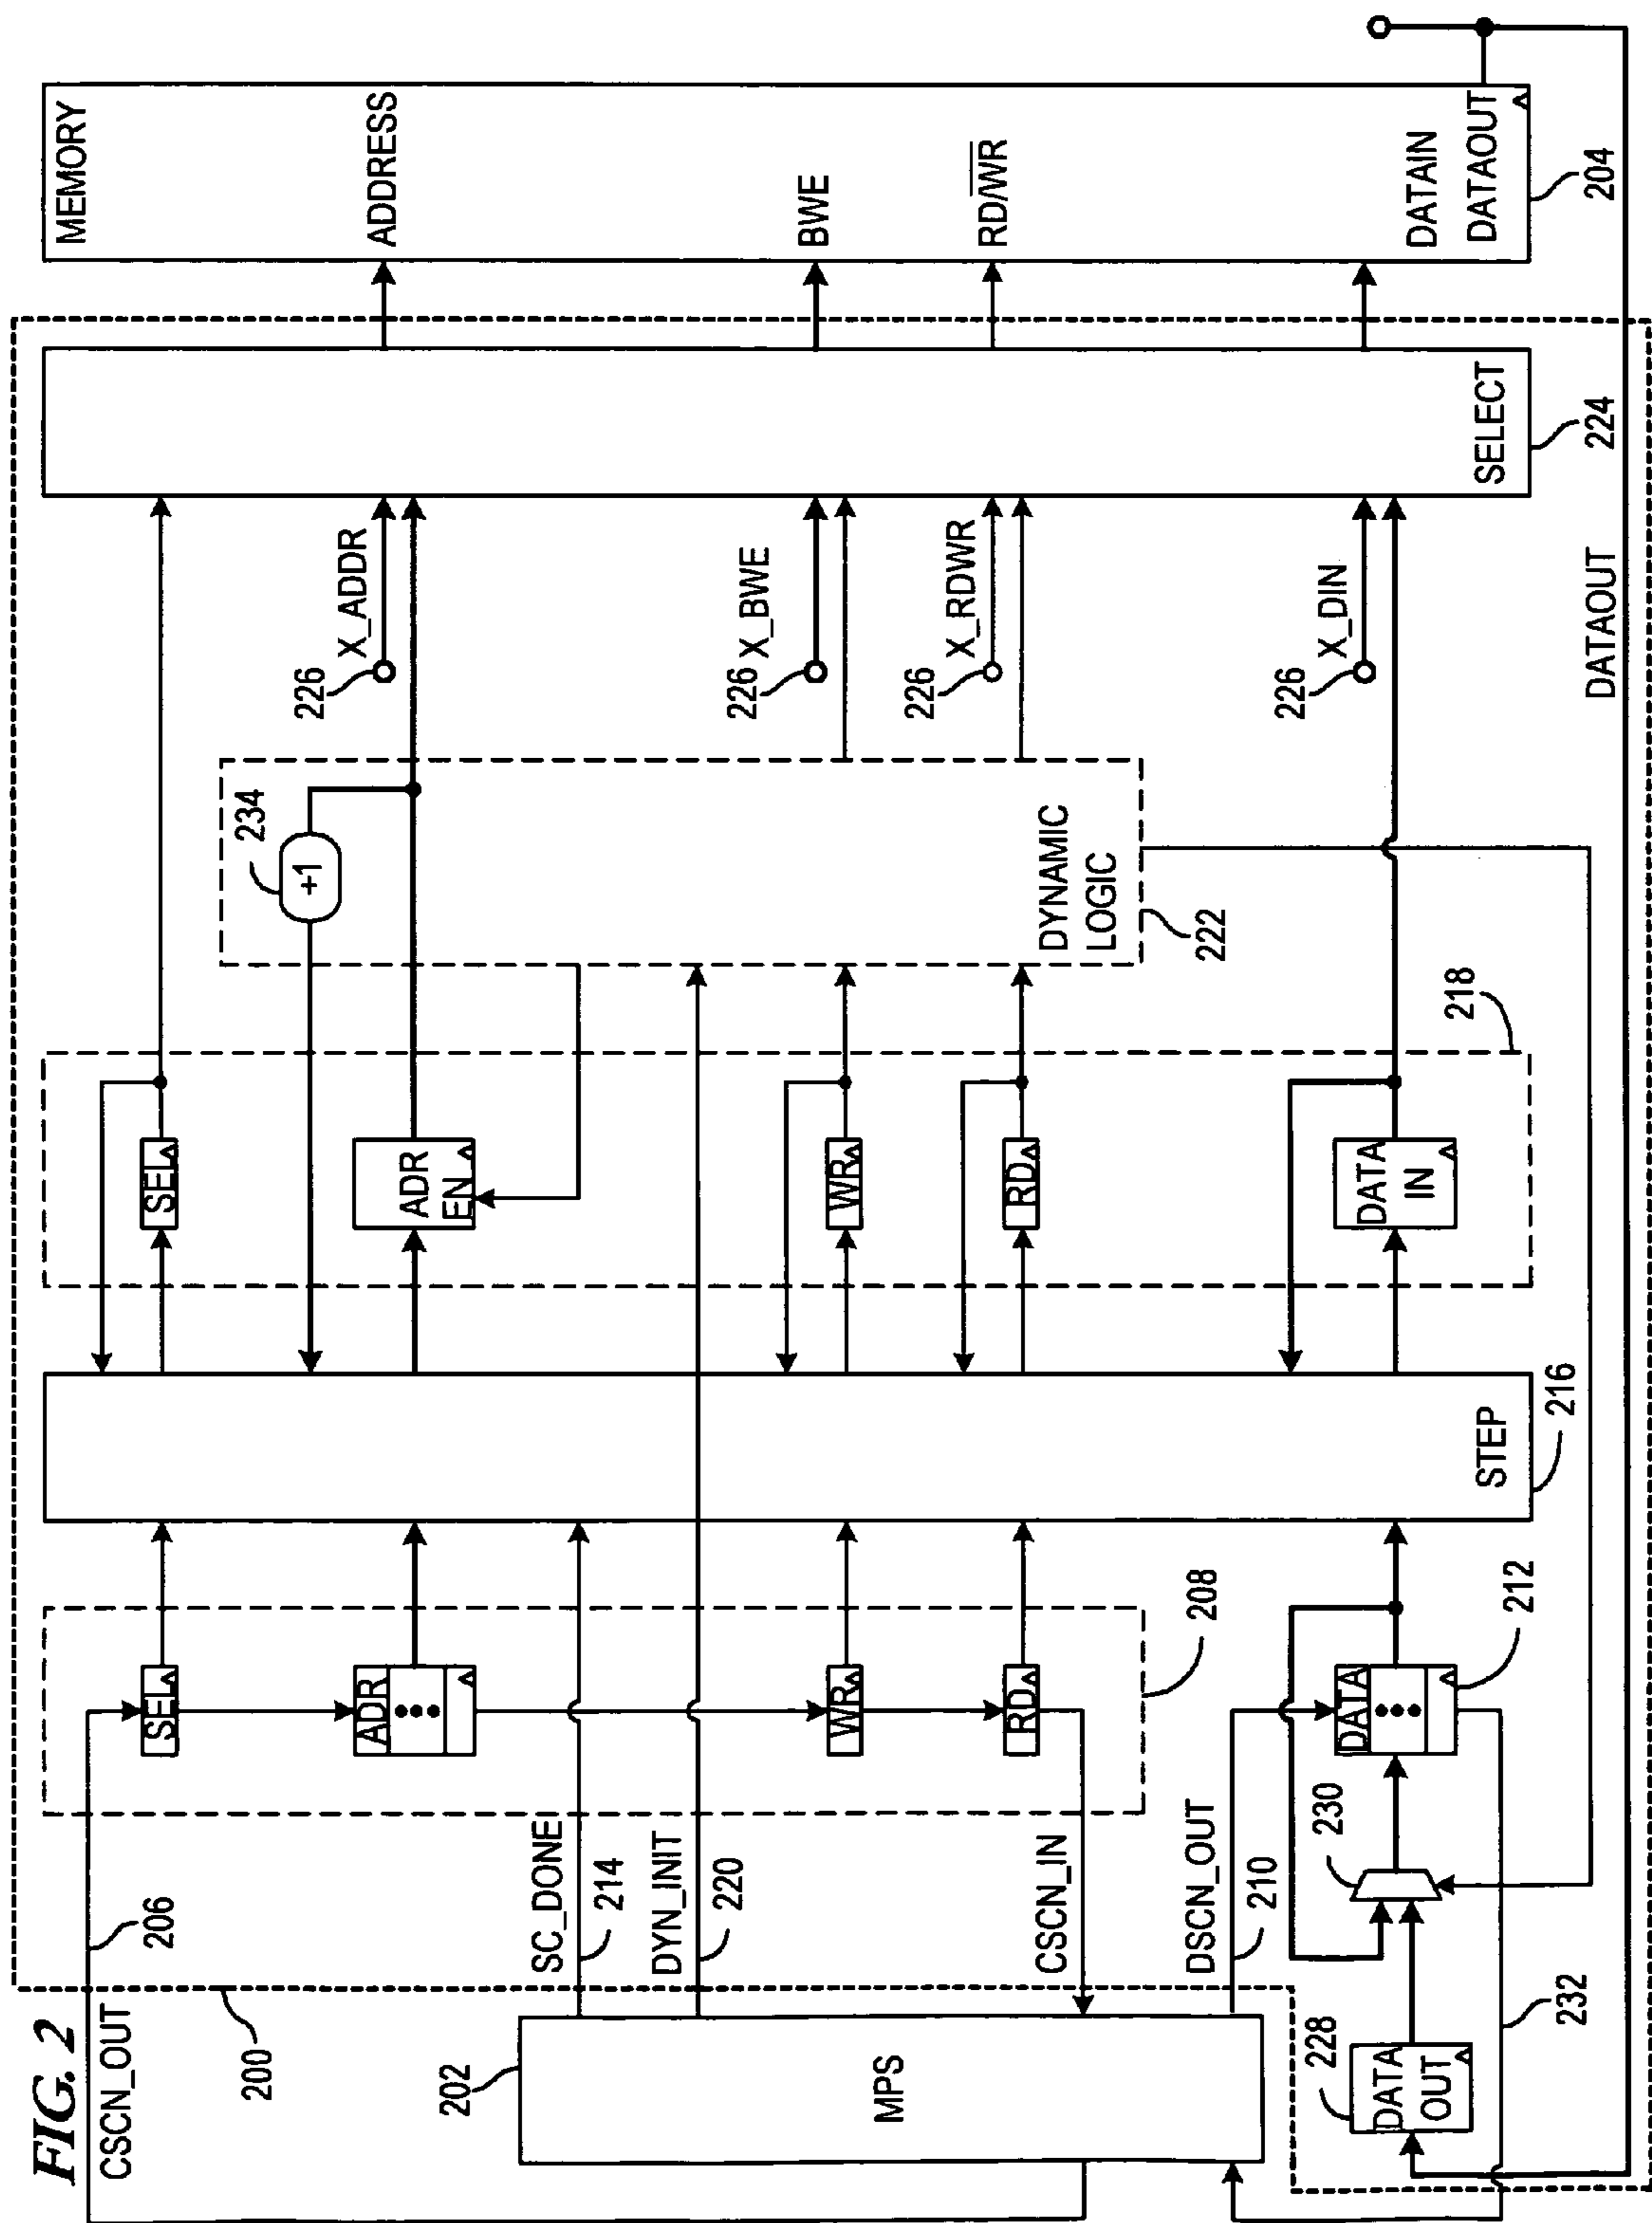 FIG. 2
CSCN_OUT
206
200
202
MPS
SC_DONE
214
DYN_INIT
220
CSCN_IN
DSCN_OUT
210
228
DATA
OUT
230
232
SEL
ADR
WR
RD
208
DATA
212
STEP
216
SEL
ADR
EN
WR
RD
DATA
IN
218
+1
234
DYNAMIC
LOGIC
222
226
X_ADDR
226
X_BWE
226
X_RDWR
226
X_DIN
DATAOUT
SELECT
224
MEMORY
ADDRESS
BWE
RD/WR
DATAIN
DATAOUT
204